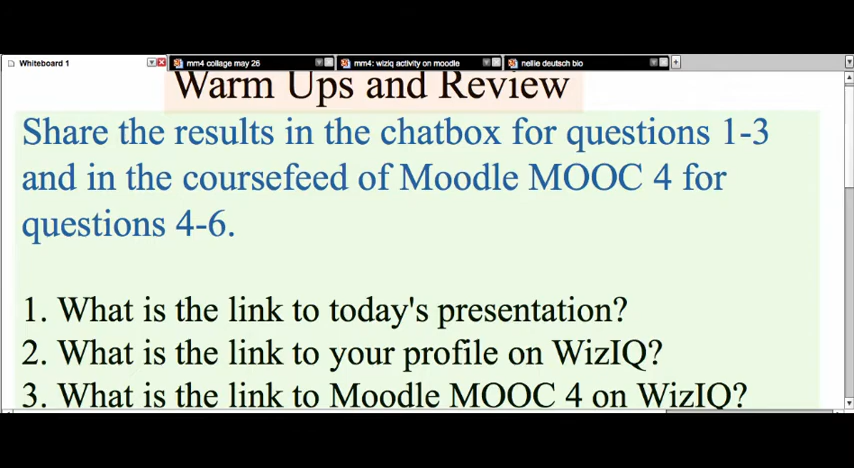 Whiteboard 1 mm4 collage may 26 mm4: wiziq activity on moodle nellie deutsch bio
Warm Ups and Review
Share the results in the chatbox for questions 1-3
and in the coursefeed of Moodle MOOC 4 for
questions 4-6.
1. What is the link to today's presentation?
2. What is the link to your profile on WizIQ?
3. What is the link to Moodle MOOC 4 on WizIQ?